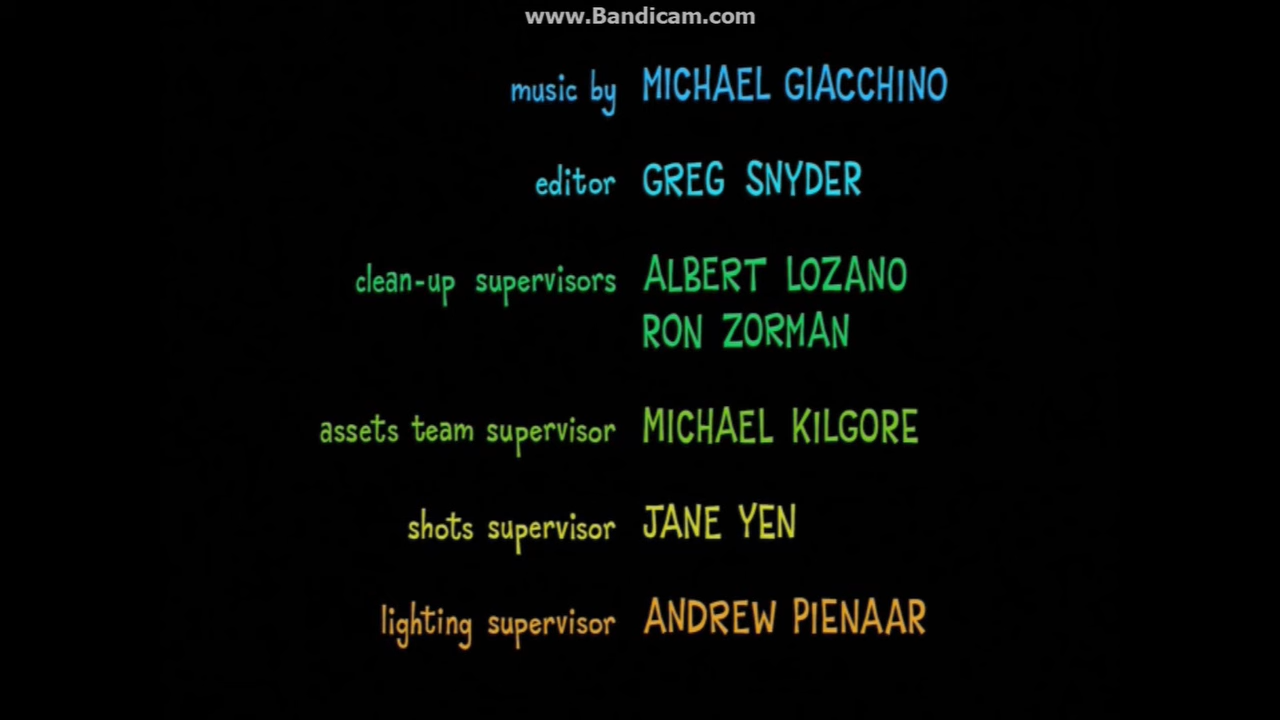 www.Bandicam.com
music by MICHAEL GIACCHINO
editor GREG SNYDER
clean-up supervisors ALBERT LOZANO
RON ZORMAN
assets team supervisor MICHAEL KILGORE
shots supervisor JANE YEN
lighting supervisor ANDREW PIENAAR